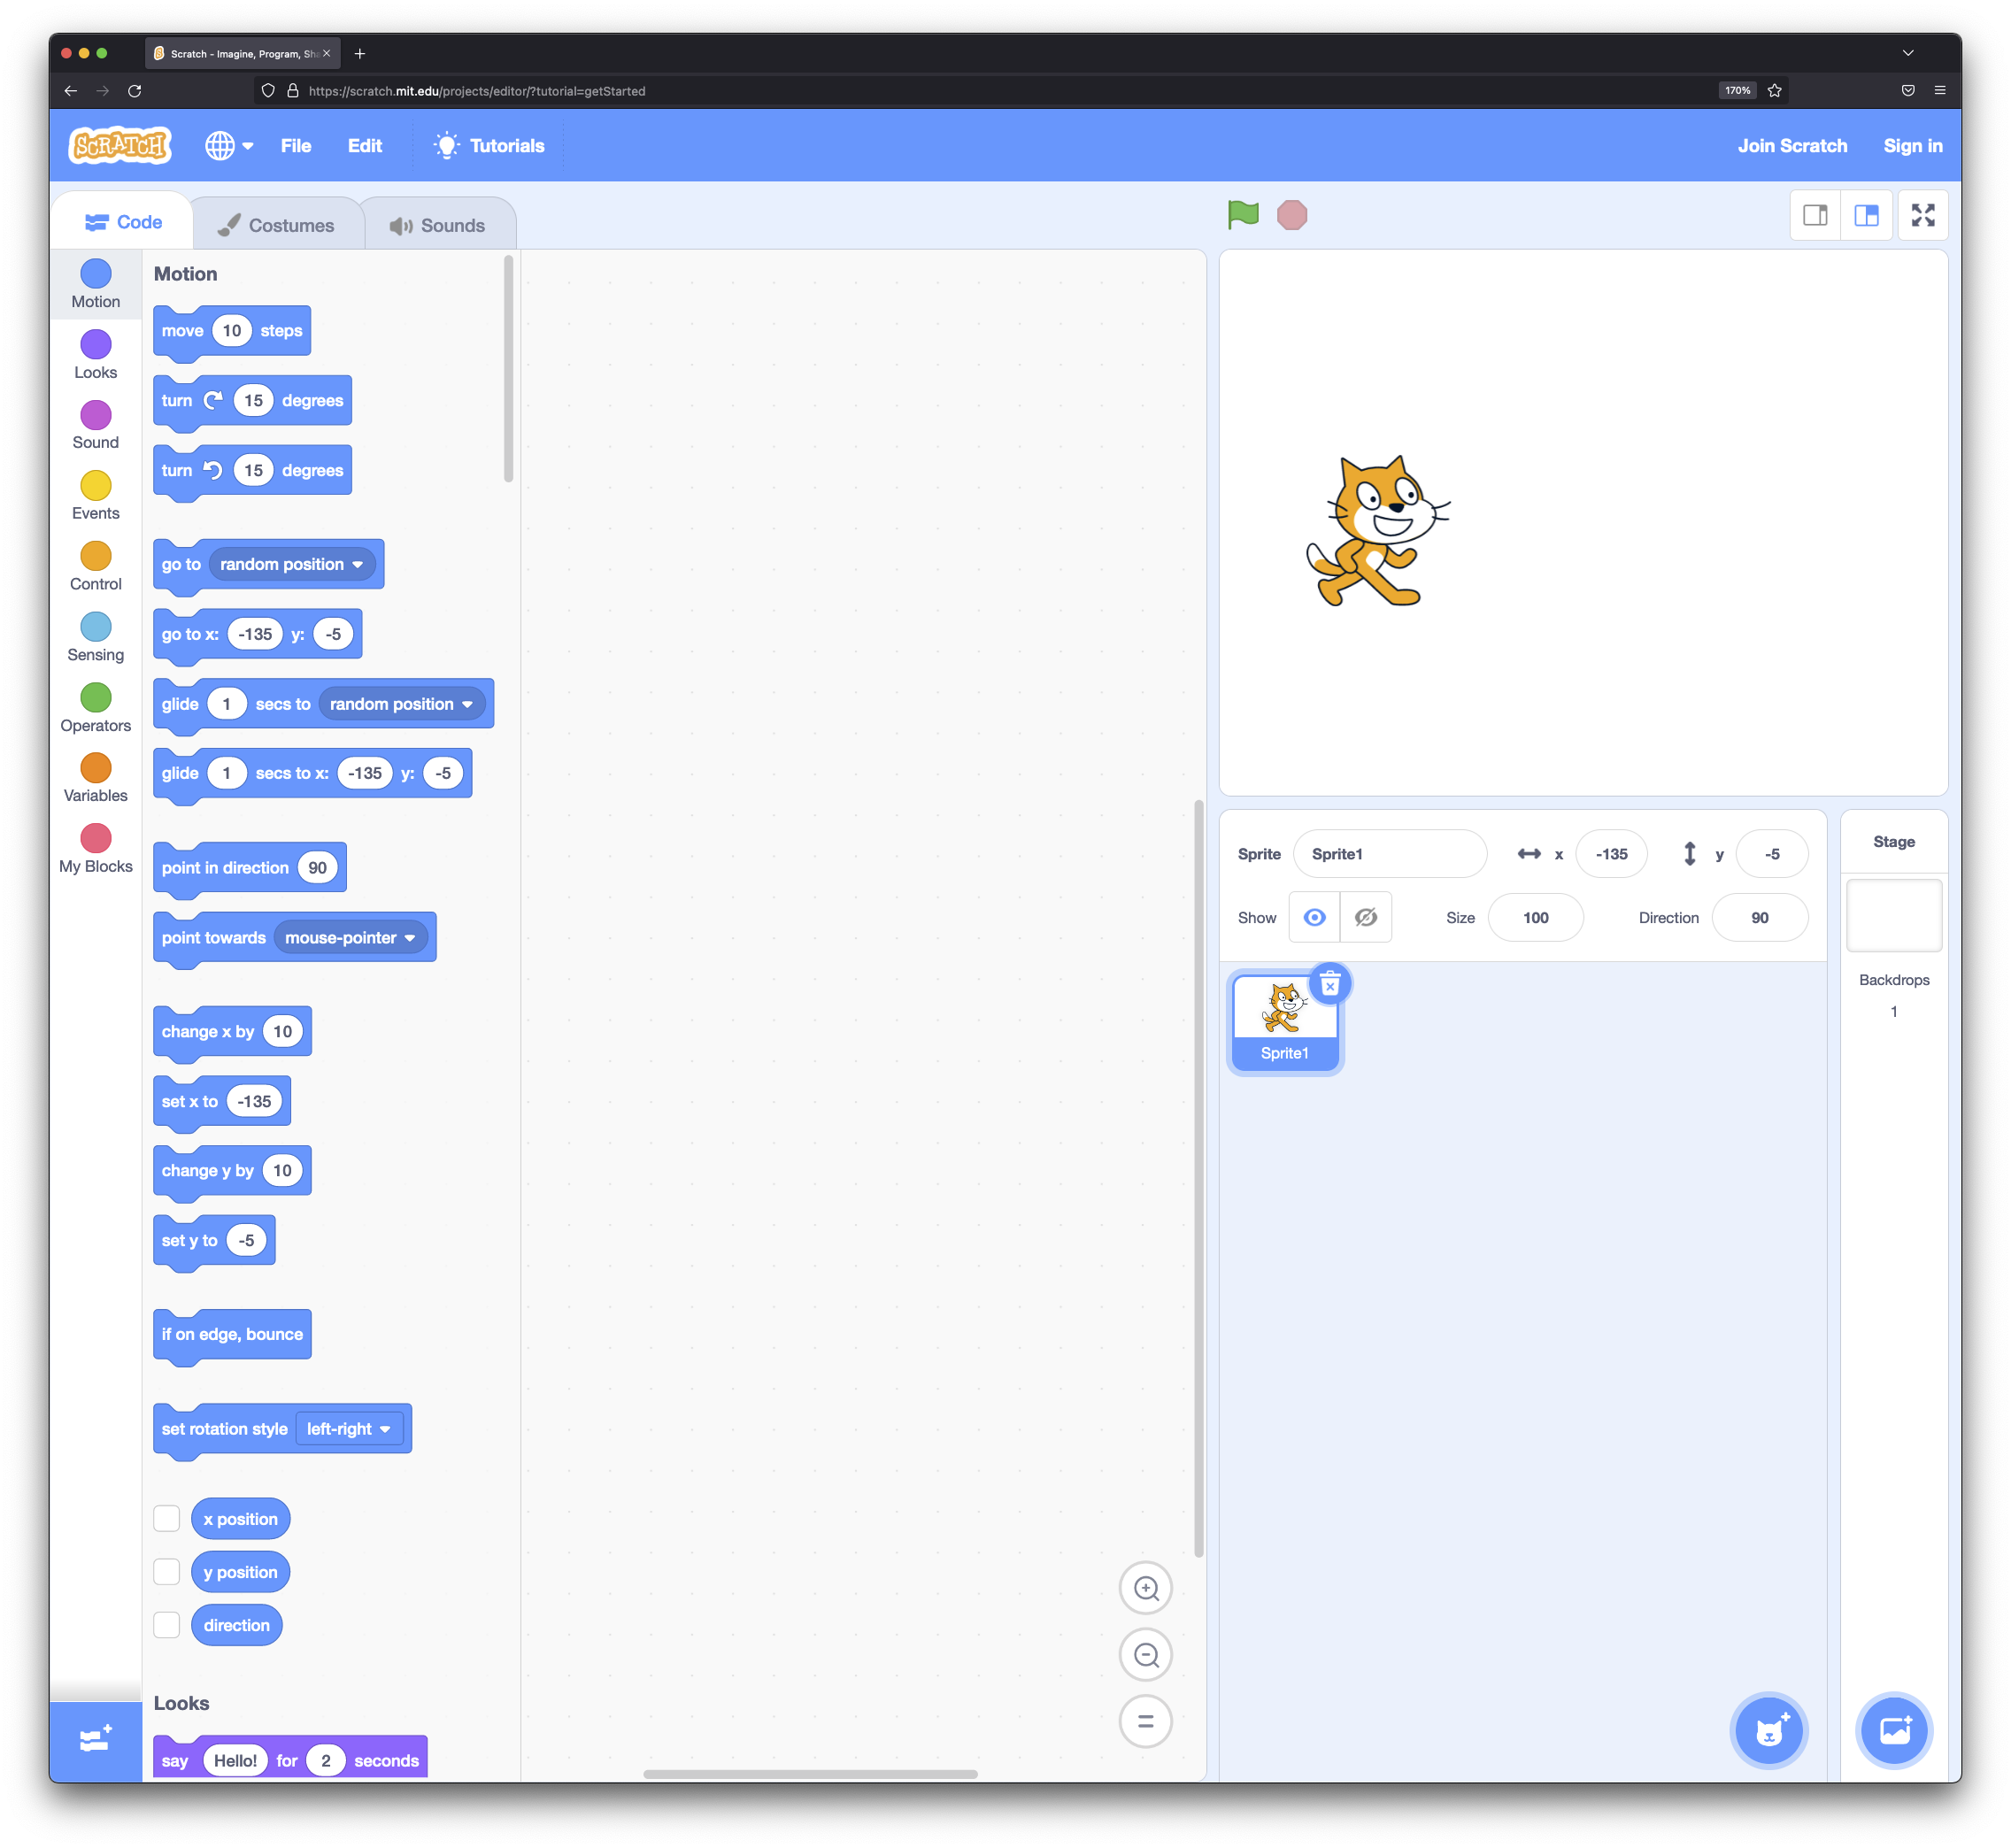 Scratch - Imagine, Program, Sh
https://scratch.mit.edu/projects/editor/?tutorial=getStarted
170%
SCRATCH
File
Edit
Tutorials
Join Scratch
Sign in
Code
Costumes
Sounds
Motion
Looks
Sound
Events
Control
Sensing
Operators
Variables
My Blocks
Motion
move 10 steps
turn 15 degrees
turn 15 degrees
go to random position
go to x: -135 y: -5
glide 1 secs to random position
glide 1 secs to x: -135 y: -5
point in direction 90
point towards mouse-pointer
change x by 10
set x to -135
change y by 10
set y to -5
if on edge, bounce
set rotation style left-right
x position
y position
direction
Looks
say Hello! for 2 seconds
Sprite Sprite1 x -135 y -5
Show Size 100 Direction 90
Sprite1
Stage
Backdrops
1